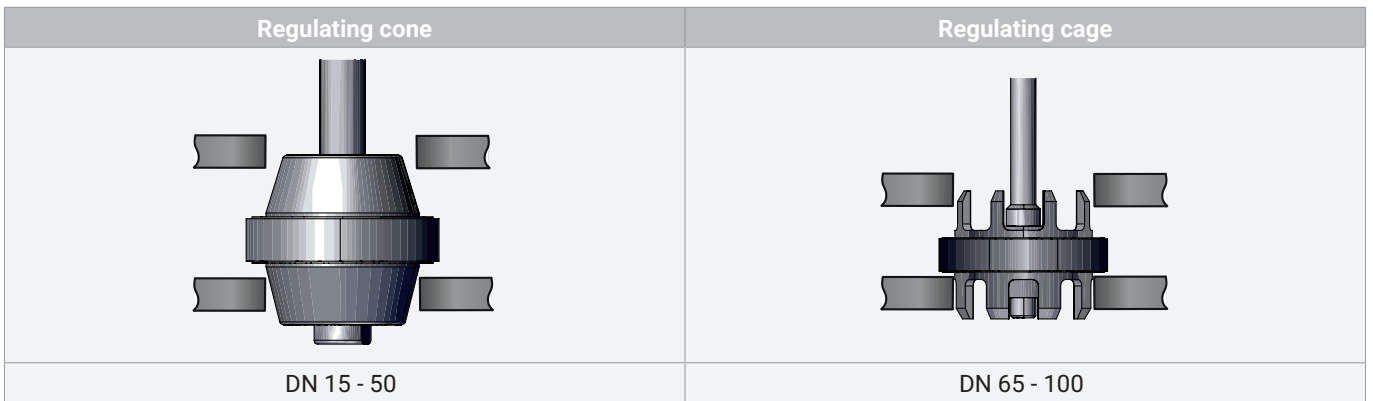 Regulating cone
Regulating cage
DN 15 - 50
DN 65 - 100